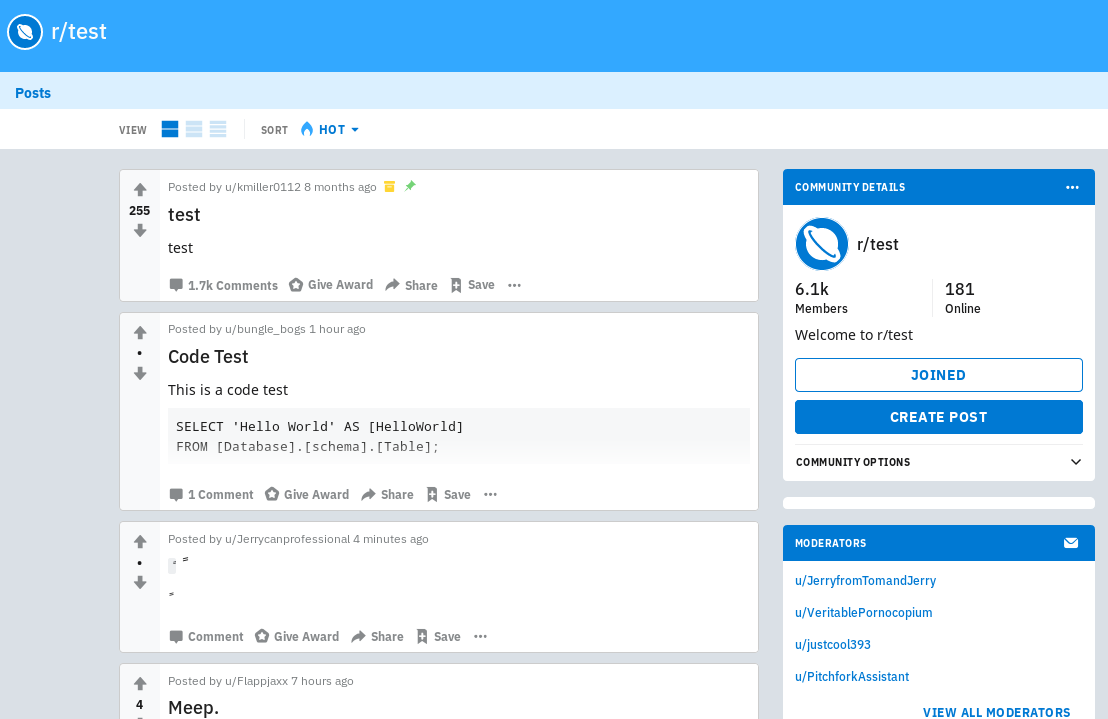 r/test
Posts
VIEW
SORT HOT
Posted by u/kmiller0112 8 months ago
255
test
test
1.7k Comments Give Award Share Save
Posted by u/bungle_bogs 1 hour ago
•
Code Test
This is a code test
SELECT 'Hello World' AS [HelloWorld]
FROM [Database].[schema].[Table];
1 Comment Give Award Share Save
Posted by u/Jerrycanprofessional 4 minutes ago
•
Comment Give Award Share Save
Posted by u/Flappjaxx 7 hours ago
4
Meep.
COMMUNITY DETAILS
r/test
6.1k 181
Members Online
Welcome to r/test
JOINED
CREATE POST
COMMUNITY OPTIONS
MODERATORS
u/JerryfromTomandJerry
u/VeritablePornocopium
u/justcool393
u/PitchforkAssistant
VIEW ALL MODERATORS